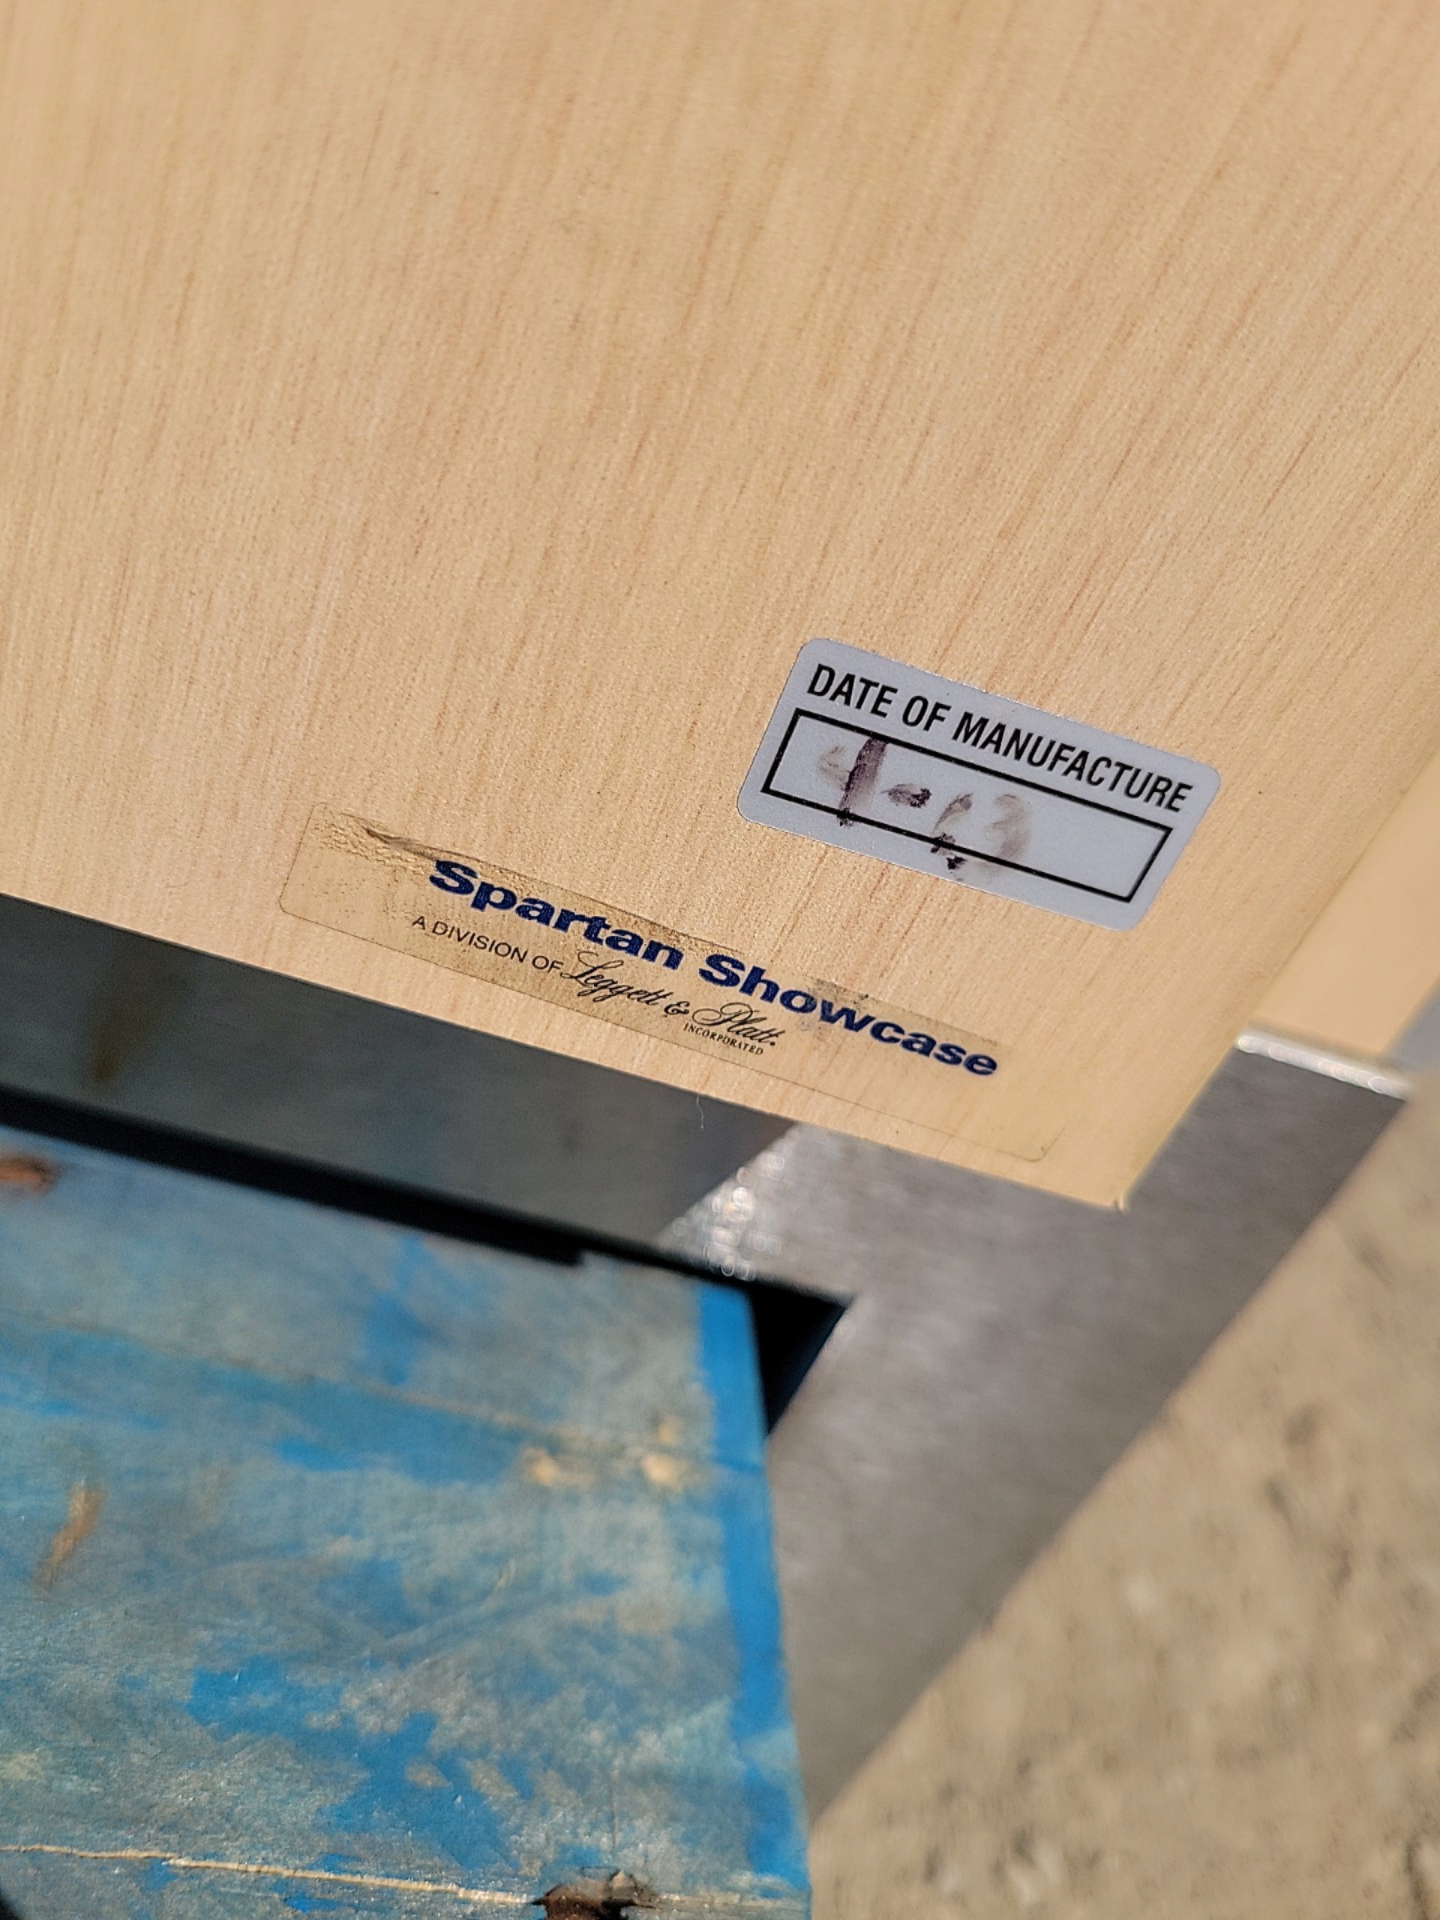 DATE OF MANUFACTURE
Spartan Showcase
A DIVISION OF Leggett & Platt.
INCORPORATED